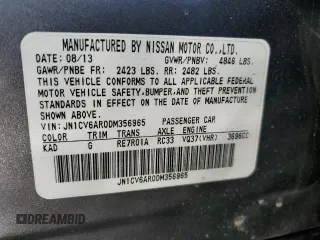 MANUFACTURED BY NISSAN MOTOR CO.,LTD.
DATE: 08/13 GVWR/PNBV: 4846 LBS.
GAWR/PNBE FR: 2423 LBS. RR: 2482 LBS.
THIS VEHICLE CONFORMS TO ALL APPLICABLE FEDERAL
MOTOR VEHICLE SAFETY,BUMPER,AND THEFT PREVENTION
STANDARDS IN EFFECT ON THE DATE OF MANUFACTURE
SHOWN ABOVE.
VIN: JN1CV6AR0DM356965 PASSENGER CAR
COLOR TRIM TRANS AXLE ENGINE
KAD G RE7R01A RC33 VQ37(VHR) 3696CC
JN1CV6AR0DM356965
DREAMBID